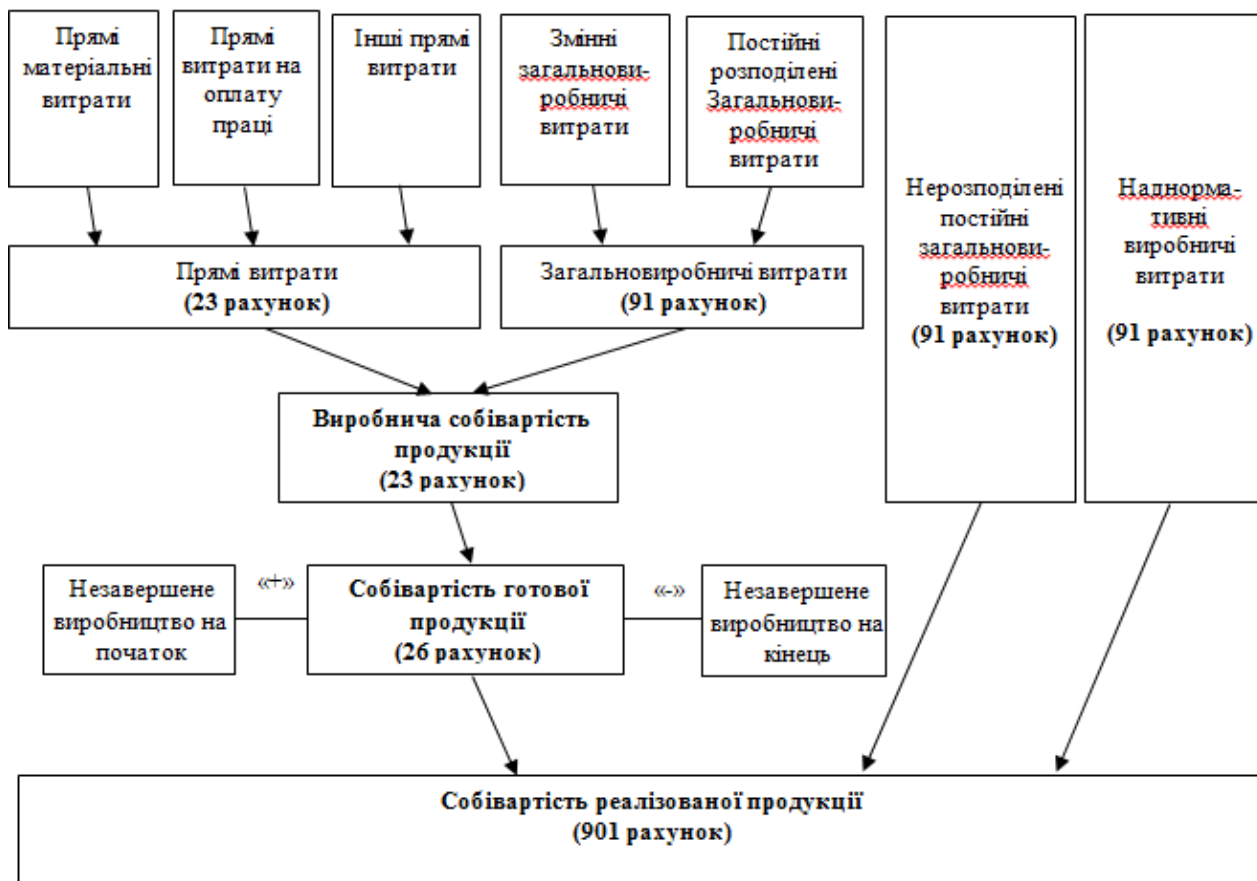 Прямі
матеріальні
витрати
Прямі
витрати на
оплату
праці
Інші прямі
витрати
Змінні
загальнови-
робничі
витрати
Постійні
розподілені
Загальнови-
робничі
витрати
Нерозподілені
постійні
загальнови-
робничі
витрати
(91 рахунок)
Наднорма-
тивні
виробничі
витрати
(91 рахунок)
Прямі витрати
(23 рахунок)
Загальновиробничі витрати
(91 рахунок)
Виробнича собівартість
продукції
(23 рахунок)
Незавершене
виробництво на
початок
«+»
Собівартість готової
продукції
(26 рахунок)
«-»
Незавершене
виробництво на
кінець
Собівартість реалізованої продукції
(901 рахунок)